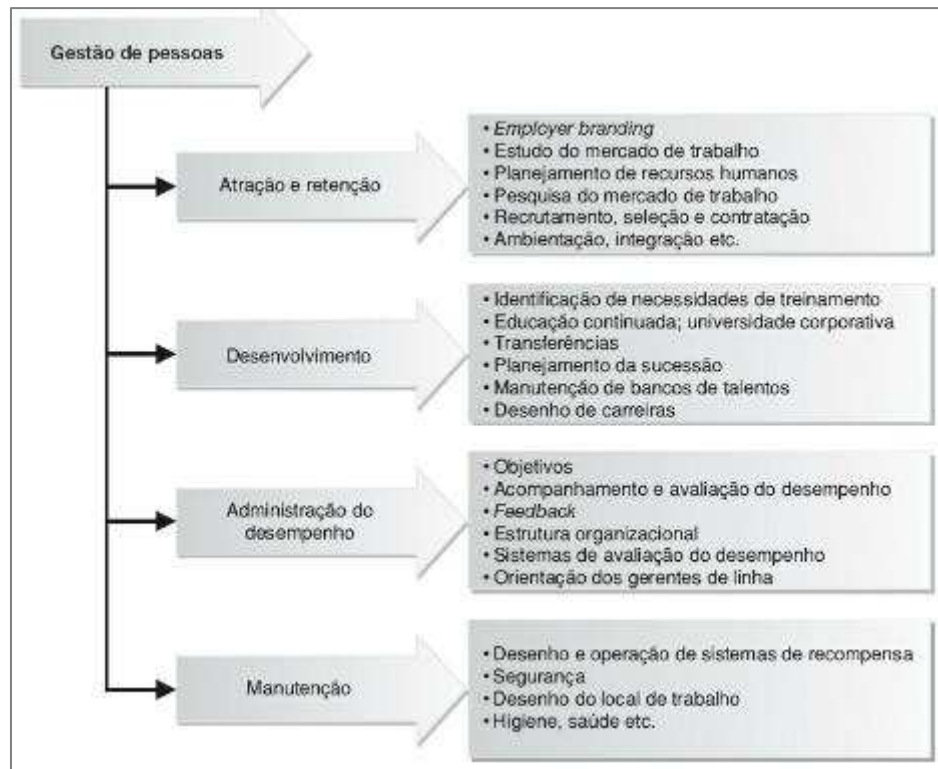 Gestão de pessoas
Atração e retenção
• Employer branding
• Estudo do mercado de trabalho
• Planejamento de recursos humanos
• Pesquisa do mercado de trabalho
• Recrutamento, seleção e contratação
• Ambientação, integração etc.
Desenvolvimento
• Identificação de necessidades de treinamento
• Educação continuada; universidade corporativa
• Transferências
• Planejamento da sucessão
• Manutenção de bancos de talentos
• Desenho de carreiras
Administração do
desempenho
• Objetivos
• Acompanhamento e avaliação do desempenho
• Feedback
• Estrutura organizacional
• Sistemas de avaliação do desempenho
• Orientação dos gerentes de linha
Manutenção
• Desenho e operação de sistemas de recompensa
• Segurança
• Desenho do local de trabalho
• Higiene, saúde etc.